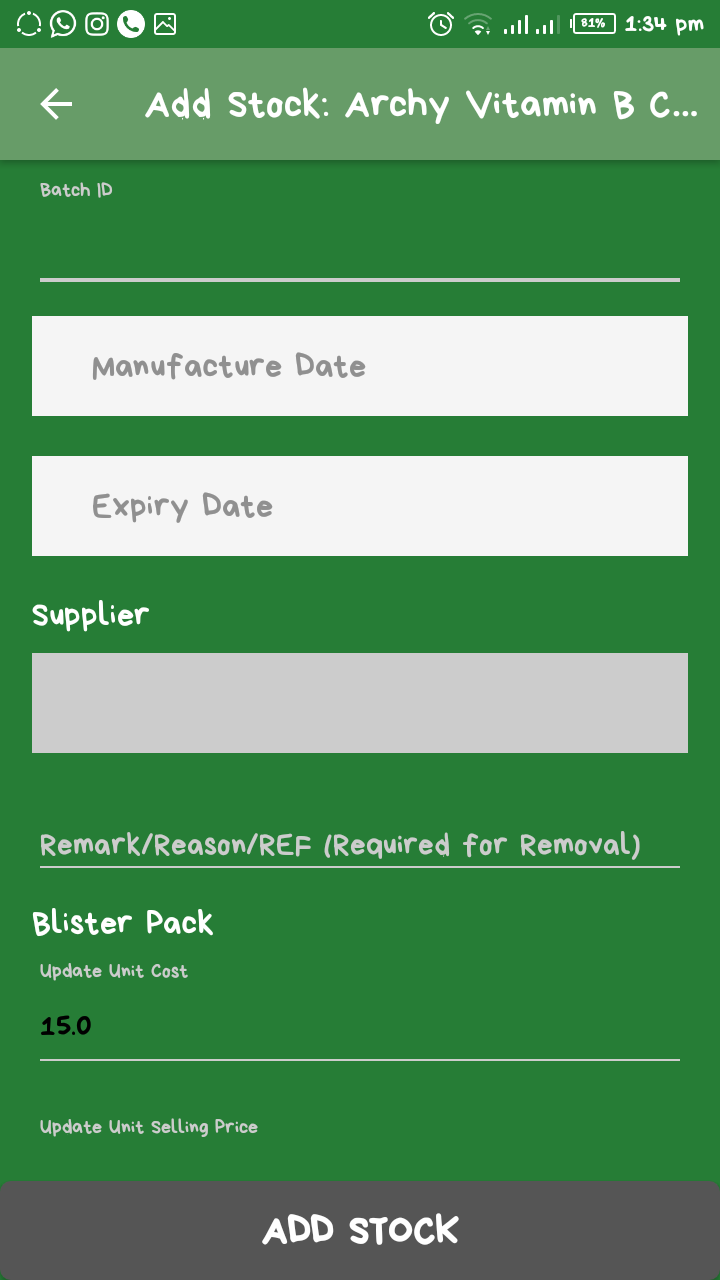 81% 1:34 pm
Add Stock: Archy Vitamin B C...
Batch ID
Manufacture Date
Expiry Date
Supplier
Remark/Reason/REF (Required for Removal)
Blister Pack
Update Unit Cost
15.0
Update Unit Selling Price
ADD STOCK